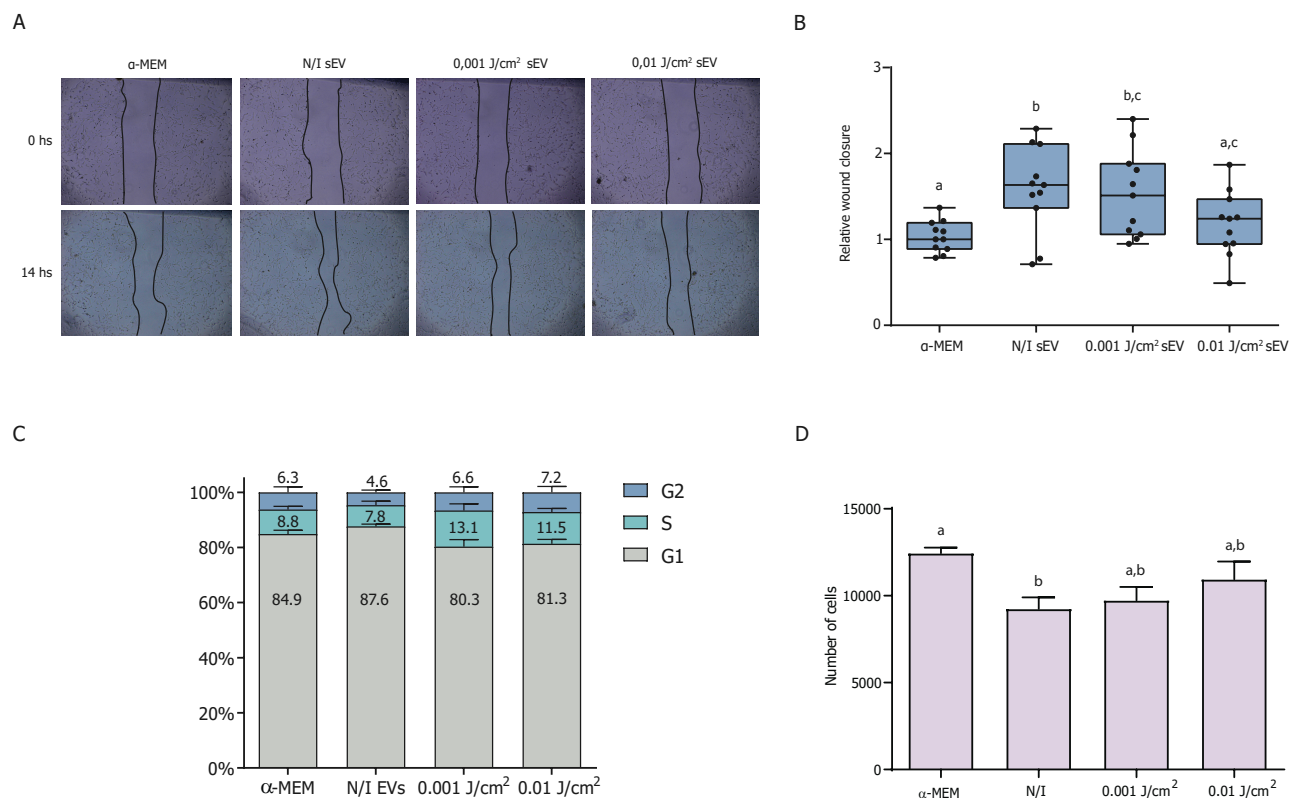 A
α-MEM
N/I sEV
0,001 J/cm² sEV
0,01 J/cm² sEV
0 hs
14 hs
B
Relative wound closure
3
2
1
0
a
b
b,c
a,c
α-MEM
N/I sEV
0.001 J/cm² sEV
0.01 J/cm² sEV
C
100%
80%
60%
40%
20%
0%
6.3
4.6
6.6
7.2
8.8
7.8
13.1
11.5
84.9
87.6
80.3
81.3
α-MEM
N/I EVs
0.001 J/cm²
0.01 J/cm²
G2
S
G1
D
Number of cells
15000
10000
5000
0
a
b
a,b
a,b
α-MEM
N/I
0.001 J/cm²
0.01 J/cm²